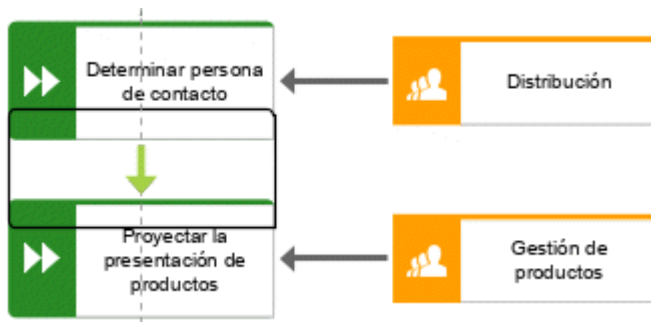 Determinar persona
de contacto
Distribución
Proyectar la
presentación de
productos
Gestión de
productos